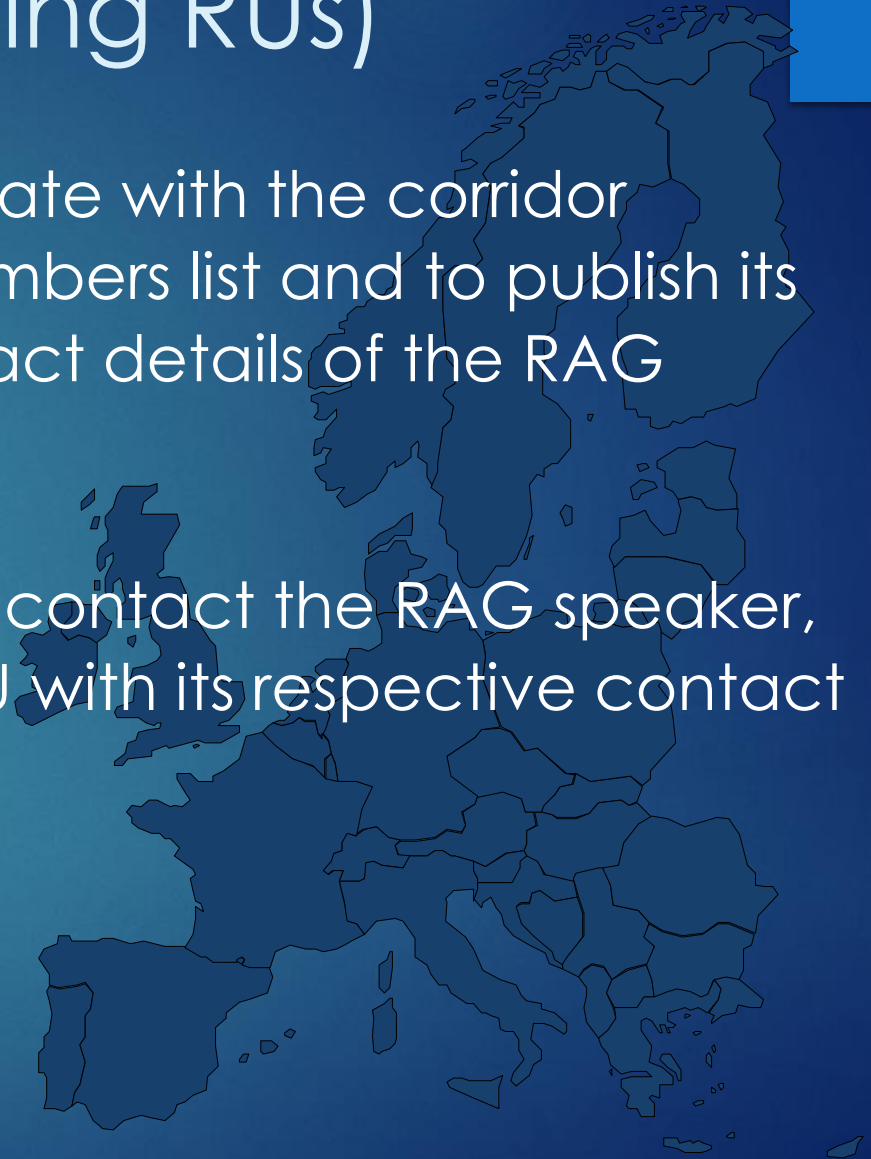 ing RUs)
ate with the corridor
mbers list and to publish its
act details of the RAG
contact the RAG speaker,
U with its respective contact